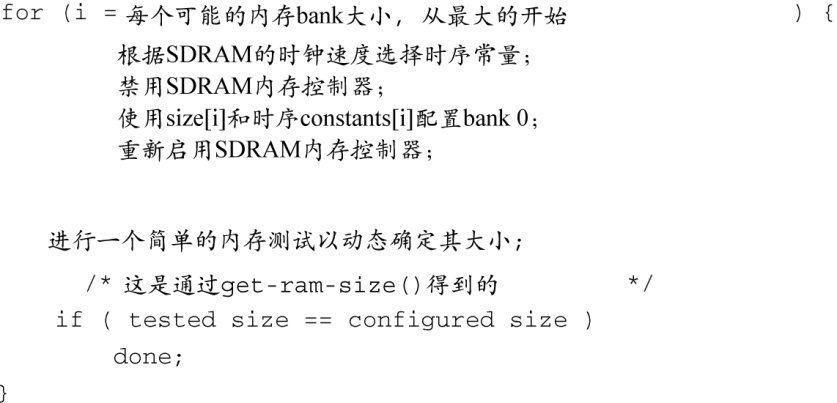 for (i = 每个可能的内存bank大小，从最大的开始 ) {
根据SDRAM的时钟速度选择时序常量；
禁用SDRAM内存控制器；
使用size[i]和时序constants[i]配置bank 0；
重新启用SDRAM内存控制器；
进行一个简单的内存测试以动态确定其大小；
/* 这是通过get-ram-size()得到的 */
if ( tested size == configured size )
done;
}